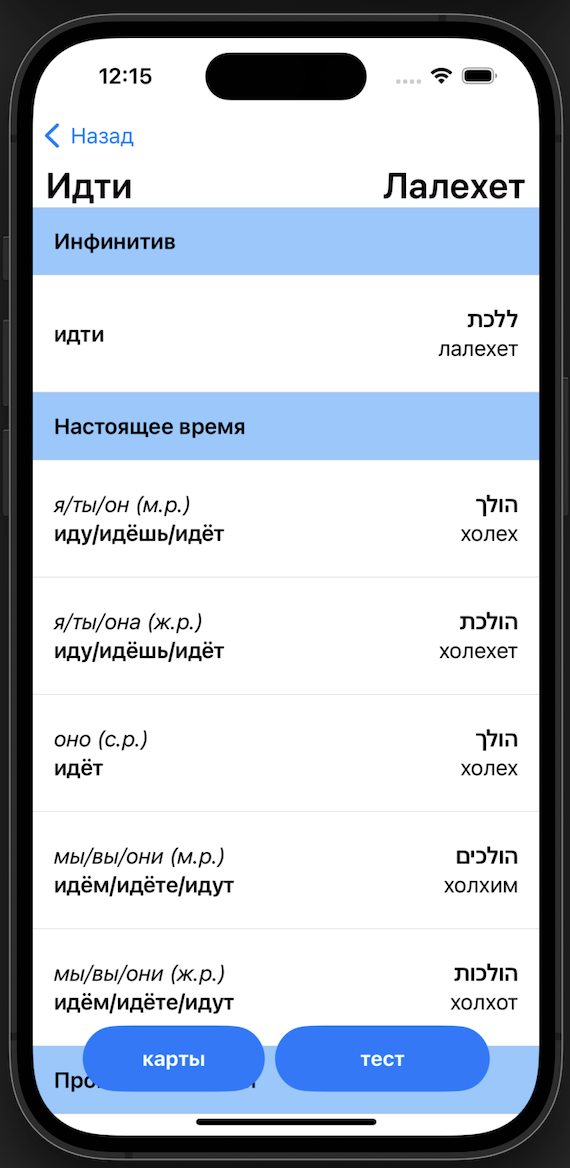 12:15
Назад
Идти Лалехет
Инфинитив
идти
ללכת
лалехет
Настоящее время
я/ты/он (м.р.)
иду/идёшь/идёт
הולך
холех
я/ты/она (ж.р.)
иду/идёшь/идёт
הולכת
холехет
оно (с.р.)
идёт
הולך
холех
мы/вы/они (м.р.)
идём/идёте/идут
הולכים
холхим
мы/вы/они (ж.р.)
идём/идёте/идут
הולכות
холхот
карты
тест